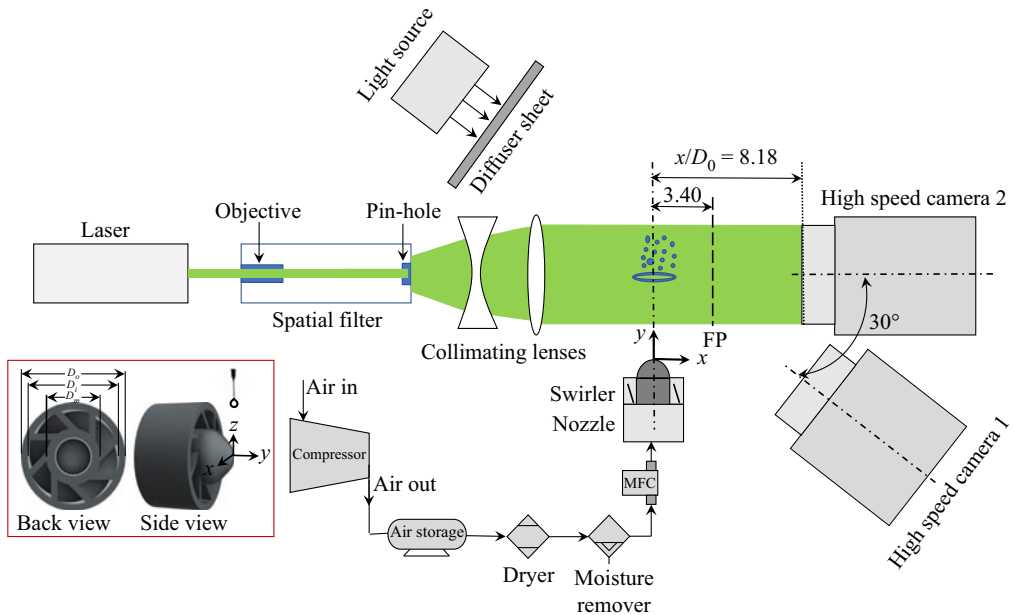 Light source
Diffuser sheet
x/D0 = 8.18
3.40
High speed camera 2
Laser
Objective
Pin-hole
Spatial filter
Collimating lenses
FP
30°
y
x
Swirler
Nozzle
MFC
High speed camera 1
Do
Di
Dm
z
y
x
Back view
Side view
Air in
Compressor
Air out
Air storage
Dryer
Moisture
remover